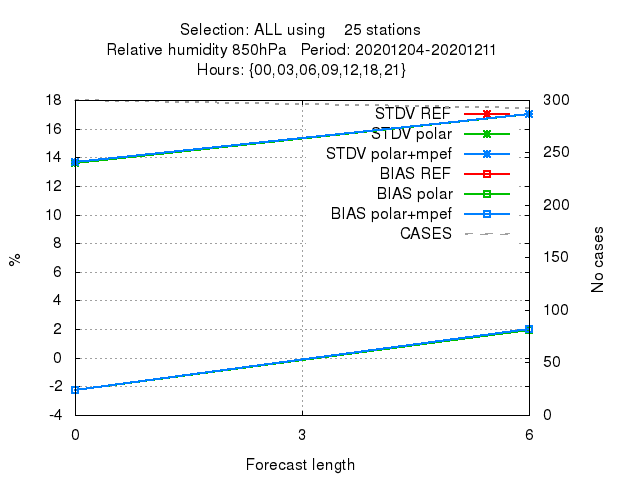 Selection: ALL using    25 stations
Relative humidity 850hPa   Period: 20201204-20201211
Hours: {00,03,06,09,12,18,21}
18
16
14
12
10
8
6
4
2
0
-2
-4
%
300
250
200
150
100
50
0
No cases
STDV REF
STDV polar
STDV polar+mpef
BIAS REF
BIAS polar
BIAS polar+mpef
CASES
0
3
6
Forecast length